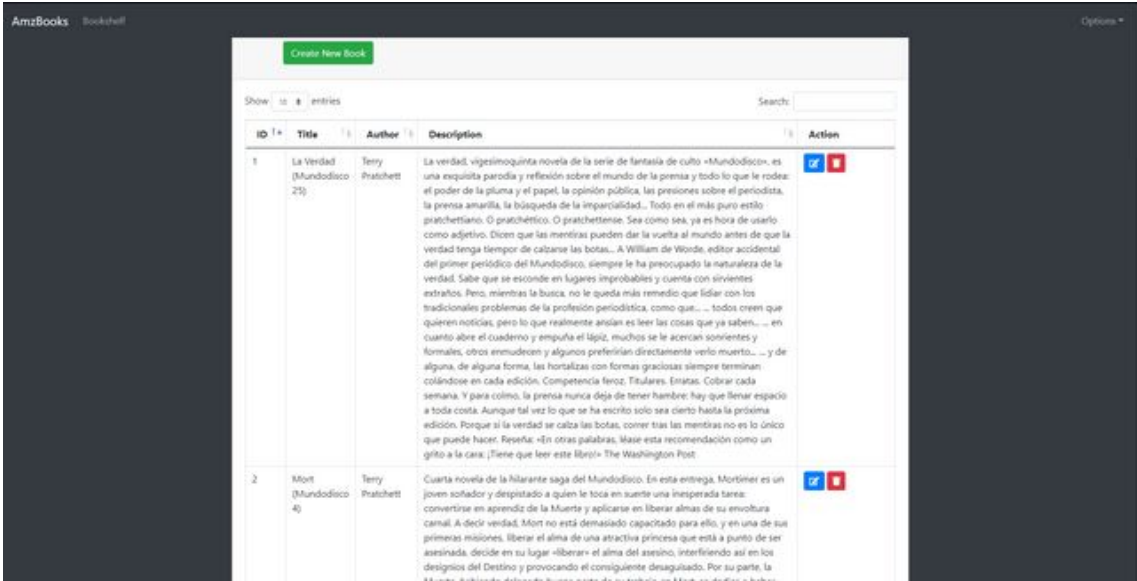 AmzBooks Bookshelf Options
Create New Book
Show 10 entries Search:
ID Title Author Description Action
1 La Verdad (Mundodisco 25) Terry Pratchett
La verdad, vigesimoquinta novela de la serie de fantasía de culto «Mundodisco», es
una exquisita parodia y reflexión sobre el mundo de la prensa y todo lo que le rodea:
el poder de la pluma y el papel, la opinión pública, las presiones sobre el periodista,
la prensa amarilla, la búsqueda de la imparcialidad... Todo en el más puro estilo
pratchettiano. O pratchéttico. O pratchettense. Sea como sea, ya es hora de usarlo
como adjetivo. Dicen que las mentiras pueden dar la vuelta al mundo antes de que la
verdad tenga tiempor de calzarse las botas... A William de Worde, editor accidental
del primer periódico del Mundodisco, siempre le ha preocupado la naturaleza de la
verdad. Sabe que se esconde en lugares improbables y cuenta con sirvientes
extraños. Pero, mientras la busca, no le queda más remedio que lidiar con los
tradicionales problemas de la profesión periodística, como que... ... todos creen que
quieren noticias, pero lo que realmente ansían es leer las cosas que ya saben... ... en
cuanto abre el cuaderno y empuña el lápiz, muchos se le acercan sonrientes y
formales, otros enmudecen y algunos preferirían directamente verlo muerto... ... y de
alguna, de alguna forma, las hortalizas con formas graciosas siempre terminan
colándose en cada edición. Competencia feroz. Titulares. Erratas. Cobrar cada
semana. Y para colmo, la prensa nunca deja de tener hambre: hay que llenar espacio
a toda costa. Aunque tal vez lo que se ha escrito solo sea cierto hasta la próxima
edición. Porque si la verdad se calza las botas, correr tras las mentiras no es lo único
que puede hacer. Reseña: «En otras palabras, léase esta recomendación como un
grito a la cara: ¡Tiene que leer este libro!» The Washington Post
2 Mort (Mundodisco 4) Terry Pratchett
Cuarta novela de la hilarante saga del Mundodisco. En esta entrega, Mortimer es un
joven soñador y despistado a quien le toca en suerte una inesperada tarea:
convertirse en aprendiz de la Muerte y aplicarse en liberar almas de su envoltura
carnal. A decir verdad, Mort no está demasiado capacitado para ello, y en una de sus
primeras misiones, liberar el alma de una atractiva princesa que está a punto de ser
asesinada, decide en su lugar «liberar» el alma del asesino, interfiriendo así en los
designios del Destino y provocando el consiguiente desaguisado. Por su parte, la